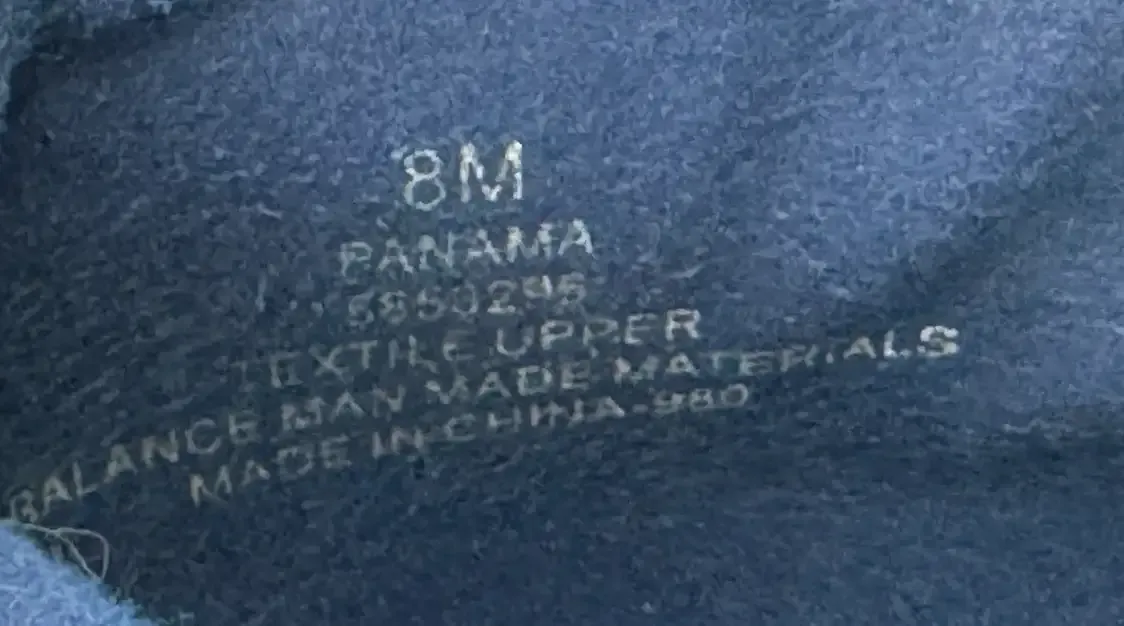 8M
PANAMA
TEXTILE UPPER
BALANCE MAN MADE MATERIALS
MADE IN CHINA-980